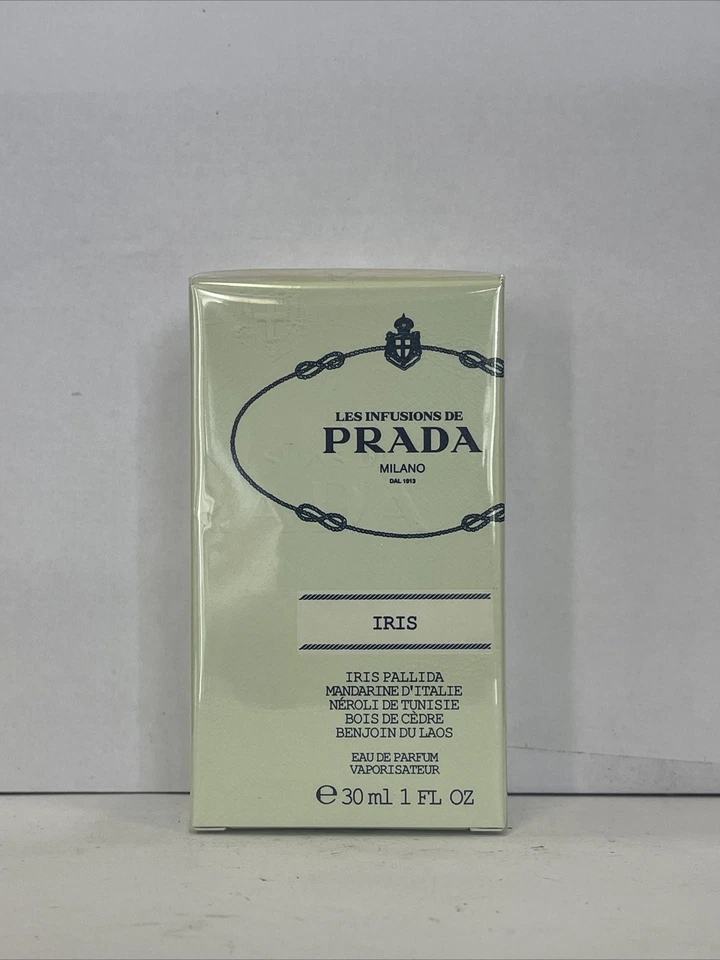 LES INFUSIONS DE
PRADA
MILANO
DAL 1913
IRIS
IRIS PALLIDA
MANDARINE D'ITALIE
NÉROLI DE TUNISIE
BOIS DE CÈDRE
BENJOIN DU LAOS
EAU DE PARFUM
VAPORISATEUR
℮ 30 ml 1 FL OZ